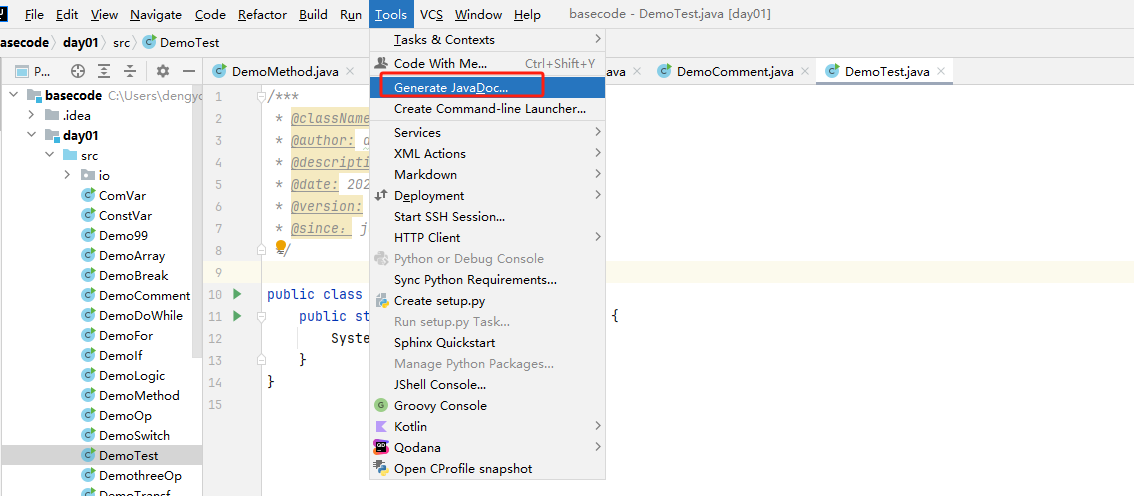 File Edit View Navigate Code Refactor Build Run Tools VCS Window Help basecode - DemoTest.java [day01]
asecode day01 src DemoTest
P... DemoMethod.java ava DemoComment.java DemoTest.java
basecode C:\Users\dengyc
.idea
day01
src
io
ComVar
ConstVar
Demo99
DemoArray
DemoBreak
DemoComment
DemoDoWhile
DemoFor
DemoIf
DemoLogic
DemoMethod
DemoOp
DemoSwitch
DemoTest
DemothreeOp
DemoTransf
1 /***
2 * @className
3 * @author: d
4 * @descripti
5 * @date: 202
6 * @version:
7 * @since: j
8 */
9
10 public class
11 public st {
12 Syste
13 }
14 }
15
Tasks & Contexts
Code With Me... Ctrl+Shift+Y
Generate JavaDoc...
Create Command-line Launcher...
Services
XML Actions
Markdown
Deployment
Start SSH Session...
HTTP Client
Python or Debug Console
Sync Python Requirements...
Create setup.py
Run setup.py Task...
Sphinx Quickstart
Manage Python Packages...
JShell Console...
Groovy Console
Kotlin
Qodana
Open CProfile snapshot